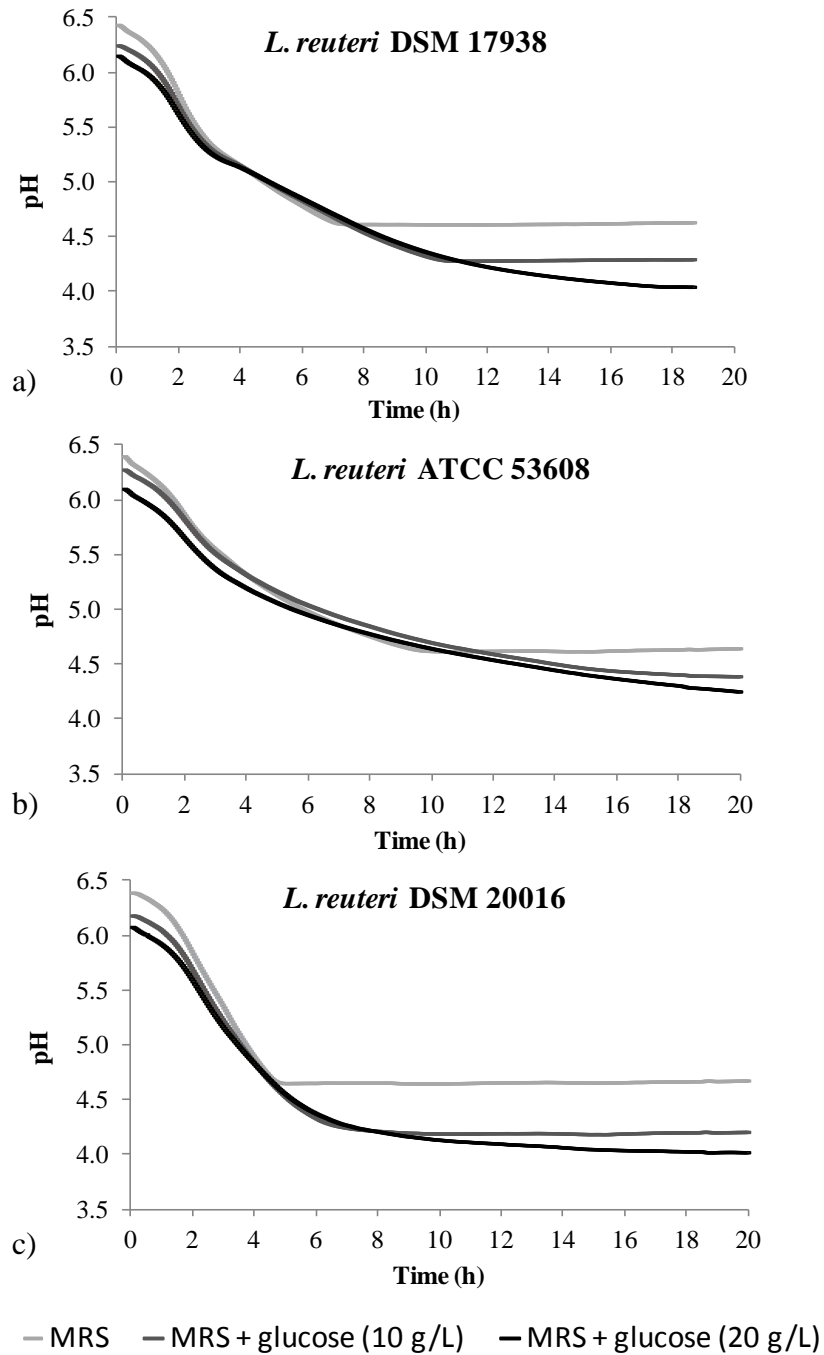 L. reuteri DSM 17938
6.5
6.0
5.5
5.0
4.5
4.0
3.5
pH
0 2 4 6 8 10 12 14 16 18 20
Time (h)
a)
L. reuteri ATCC 53608
6.5
6.0
5.5
5.0
4.5
4.0
3.5
pH
0 2 4 6 8 10 12 14 16 18 20
Time (h)
b)
L. reuteri DSM 20016
6.5
6.0
5.5
5.0
4.5
4.0
3.5
pH
0 2 4 6 8 10 12 14 16 18 20
Time (h)
c)
MRS MRS + glucose (10 g/L) MRS + glucose (20 g/L)